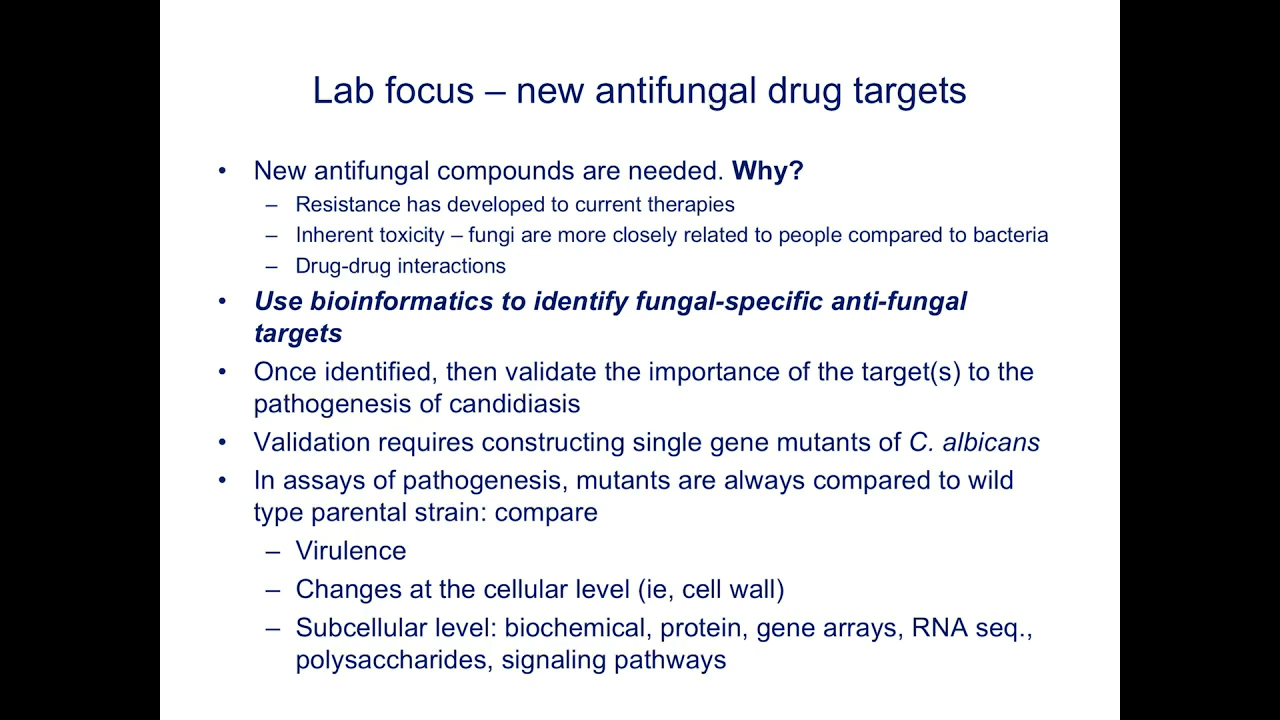 Lab focus – new antifungal drug targets
• New antifungal compounds are needed. Why?
– Resistance has developed to current therapies
– Inherent toxicity – fungi are more closely related to people compared to bacteria
– Drug-drug interactions
• Use bioinformatics to identify fungal-specific anti-fungal
targets
• Once identified, then validate the importance of the target(s) to the
pathogenesis of candidiasis
• Validation requires constructing single gene mutants of C. albicans
• In assays of pathogenesis, mutants are always compared to wild
type parental strain: compare
– Virulence
– Changes at the cellular level (ie, cell wall)
– Subcellular level: biochemical, protein, gene arrays, RNA seq.,
polysaccharides, signaling pathways